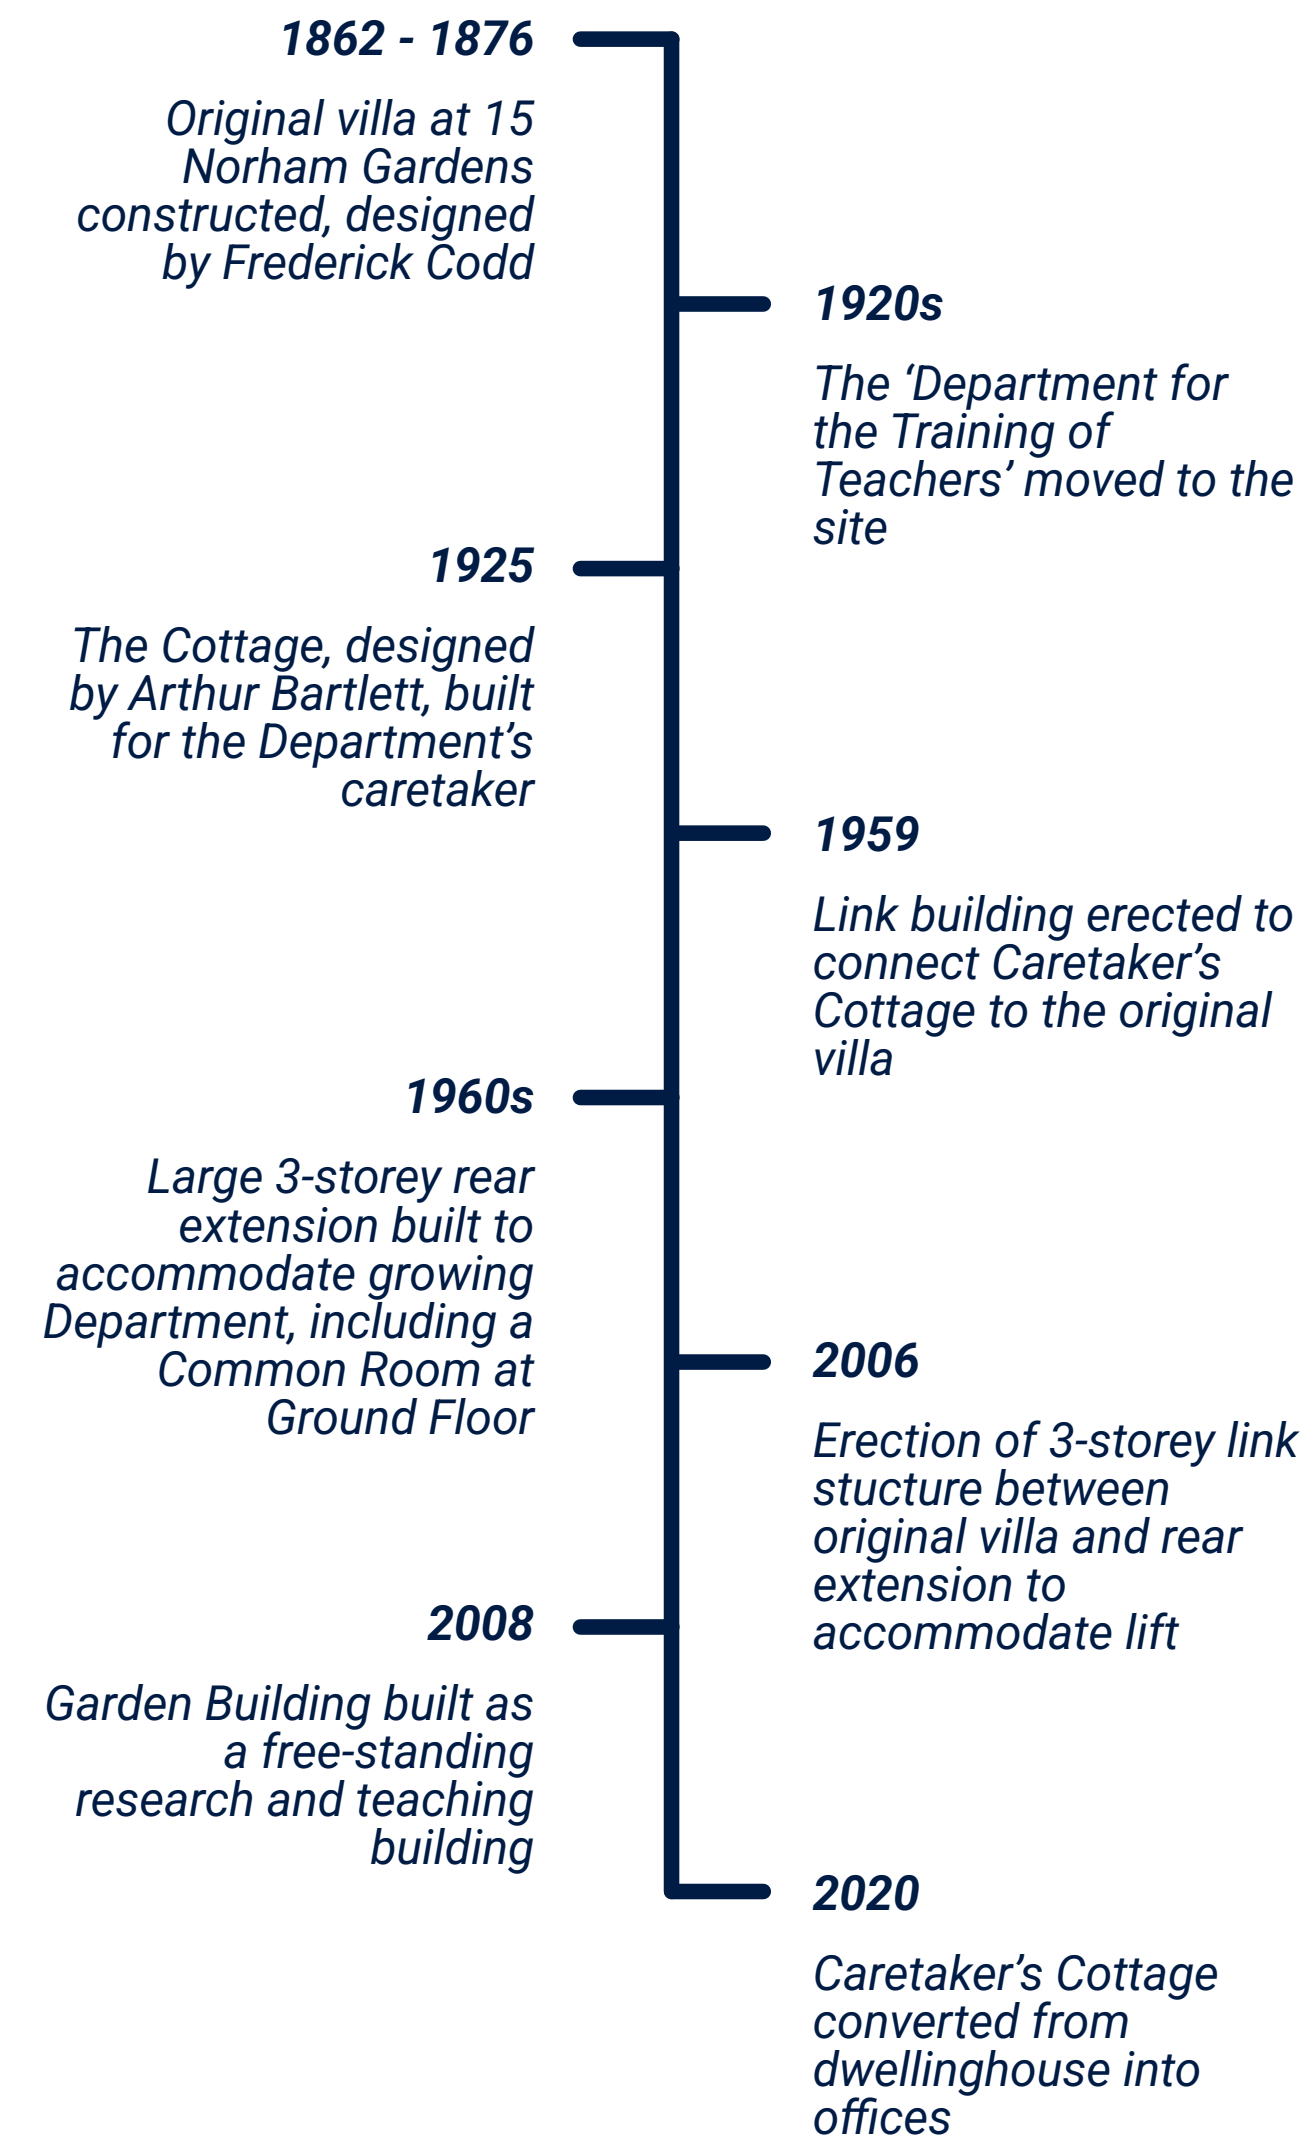 1862 - 1876
Original villa at 15
Norham Gardens
constructed, designed
by Frederick Codd
1920s
The ‘Department for
the Training of
Teachers’ moved to the
site
1925
The Cottage, designed
by Arthur Bartlett, built
for the Department’s
caretaker
1959
Link building erected to
connect Caretaker’s
Cottage to the original
villa
1960s
Large 3-storey rear
extension built to
accommodate growing
Department, including a
Common Room at
Ground Floor
2006
Erection of 3-storey link
stucture between
original villa and rear
extension to
accommodate lift
2008
Garden Building built as
a free-standing
research and teaching
building
2020
Caretaker’s Cottage
converted from
dwellinghouse into
offices